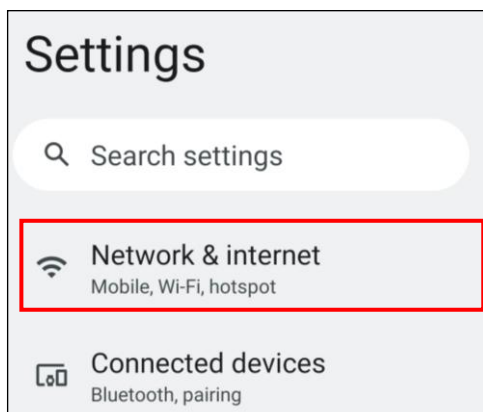 Settings
Search settings
Network & internet
Mobile, Wi-Fi, hotspot
Connected devices
Bluetooth, pairing